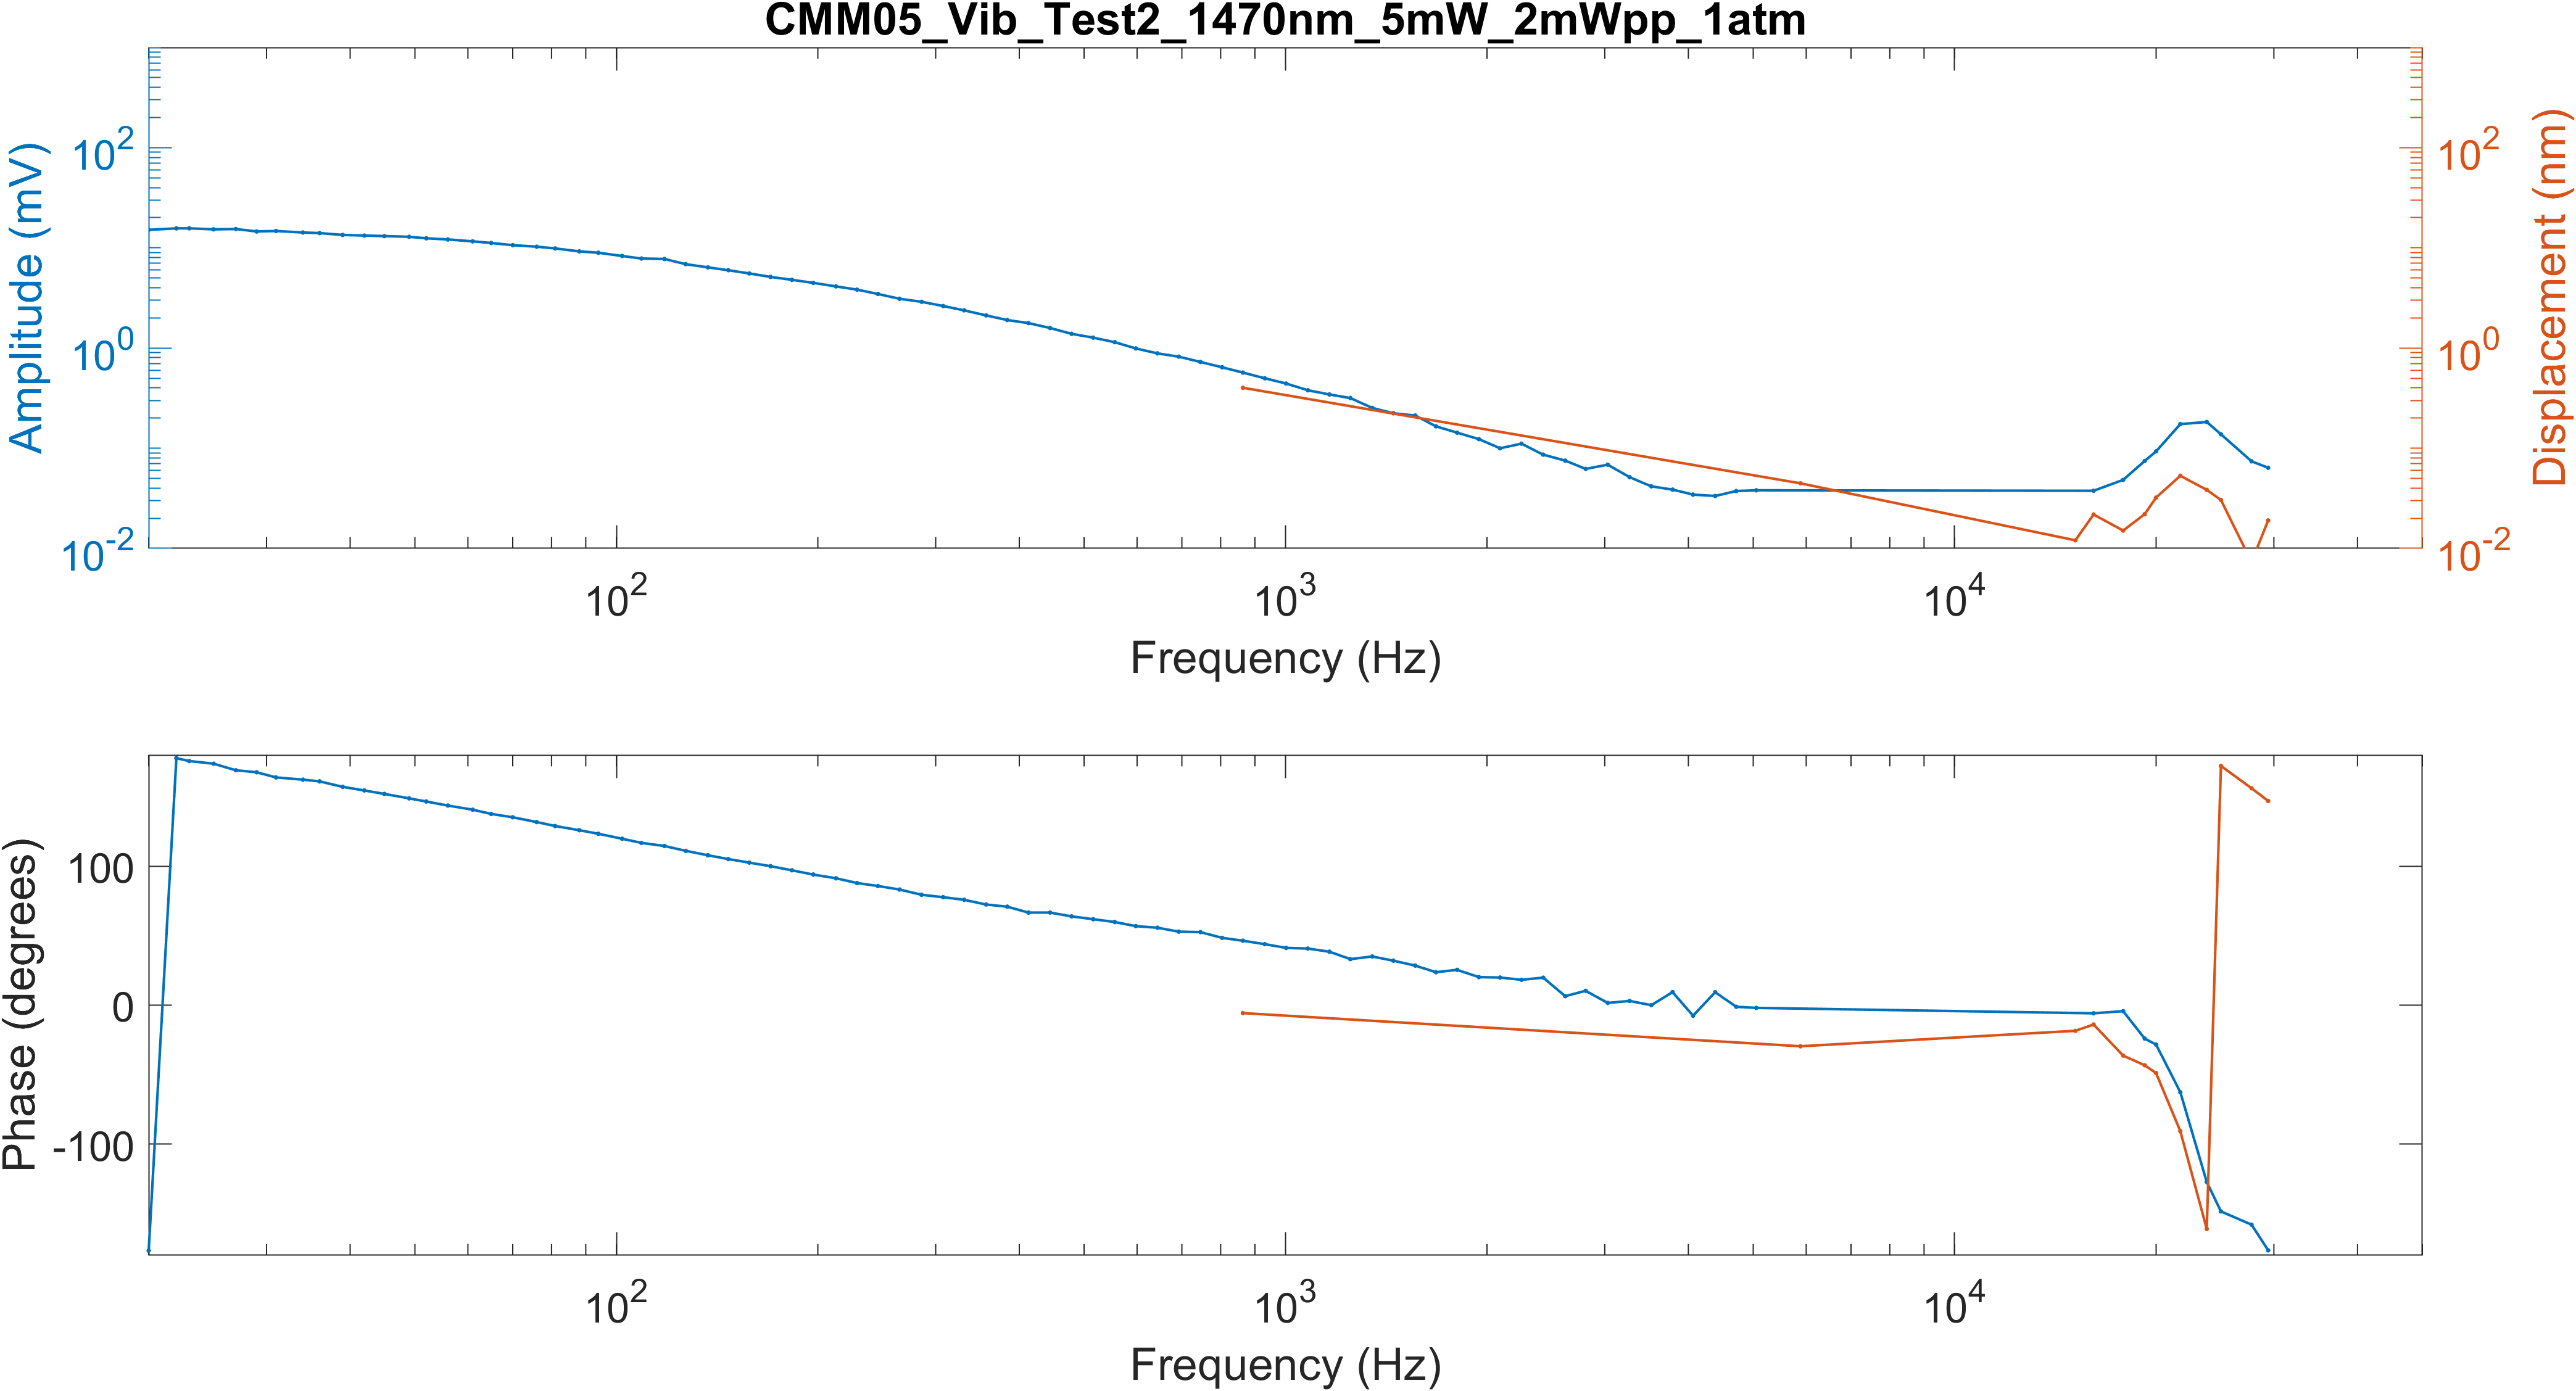 CMM05_Vib_Test2_1470nm_5mW_2mWpp_1atm
Amplitude (mV)
10^2
10^0
10^-2
Displacement (nm)
10^2
10^0
10^-2
10^2
10^3
10^4
Frequency (Hz)
Phase (degrees)
100
0
-100
10^2
10^3
10^4
Frequency (Hz)